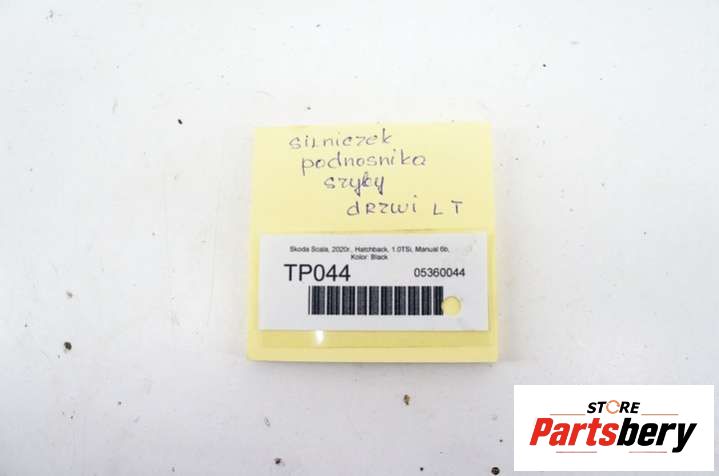 silniczek
podnosnika
szyby
drzwi LT
Skoda Scala, 2020r., Hatchback, 1.0TSi, Manual 6b,
Kolor: Black
TP044 05360044
STORE
Partsbery